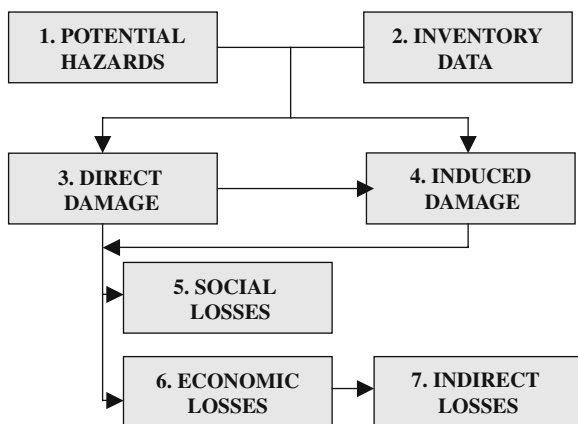 1. POTENTIAL
HAZARDS
2. INVENTORY
DATA
3. DIRECT
DAMAGE
4. INDUCED
DAMAGE
5. SOCIAL
LOSSES
6. ECONOMIC
LOSSES
7. INDIRECT
LOSSES